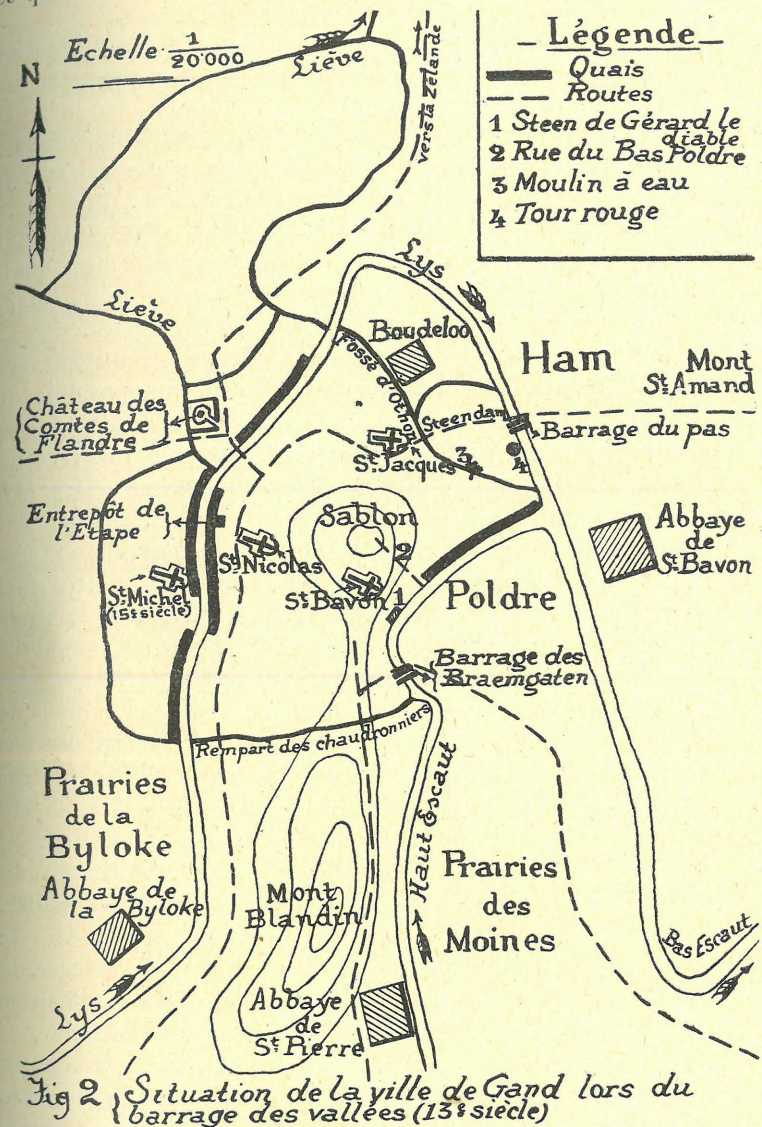 Echelle 1/20.000
N
Liève
vers la Zélande
Légende
Quais
Routes
1 Steen de Gérard le diable
2 Rue du Bas Poldre
3 Moulin à eau
4 Tour rouge
Liève
Lys
Boudeloo
Fossé d'Othon
Ham
Mont
St Amand
Château des
Comtes de
Flandre
Steendam
Barrage du pas
St Jacques
3
4
Entrepôt de
l'Etape
Sablon
2
St Nicolas
St Michel
(15e siècle)
St Bavon
1
Poldre
Abbaye
de
St Bavon
Barrage des
Braemgaten
Rempart des chaudronniers
Prairies
de la
Byloke
Abbaye de
la Byloke
Haut Escaut
Mont
Blandin
Prairies
des
Moines
Bas Escaut
Lys
Abbaye
de
St Pierre
Fig 2 Situation de la ville de Gand lors du
barrage des vallées (13e siècle)